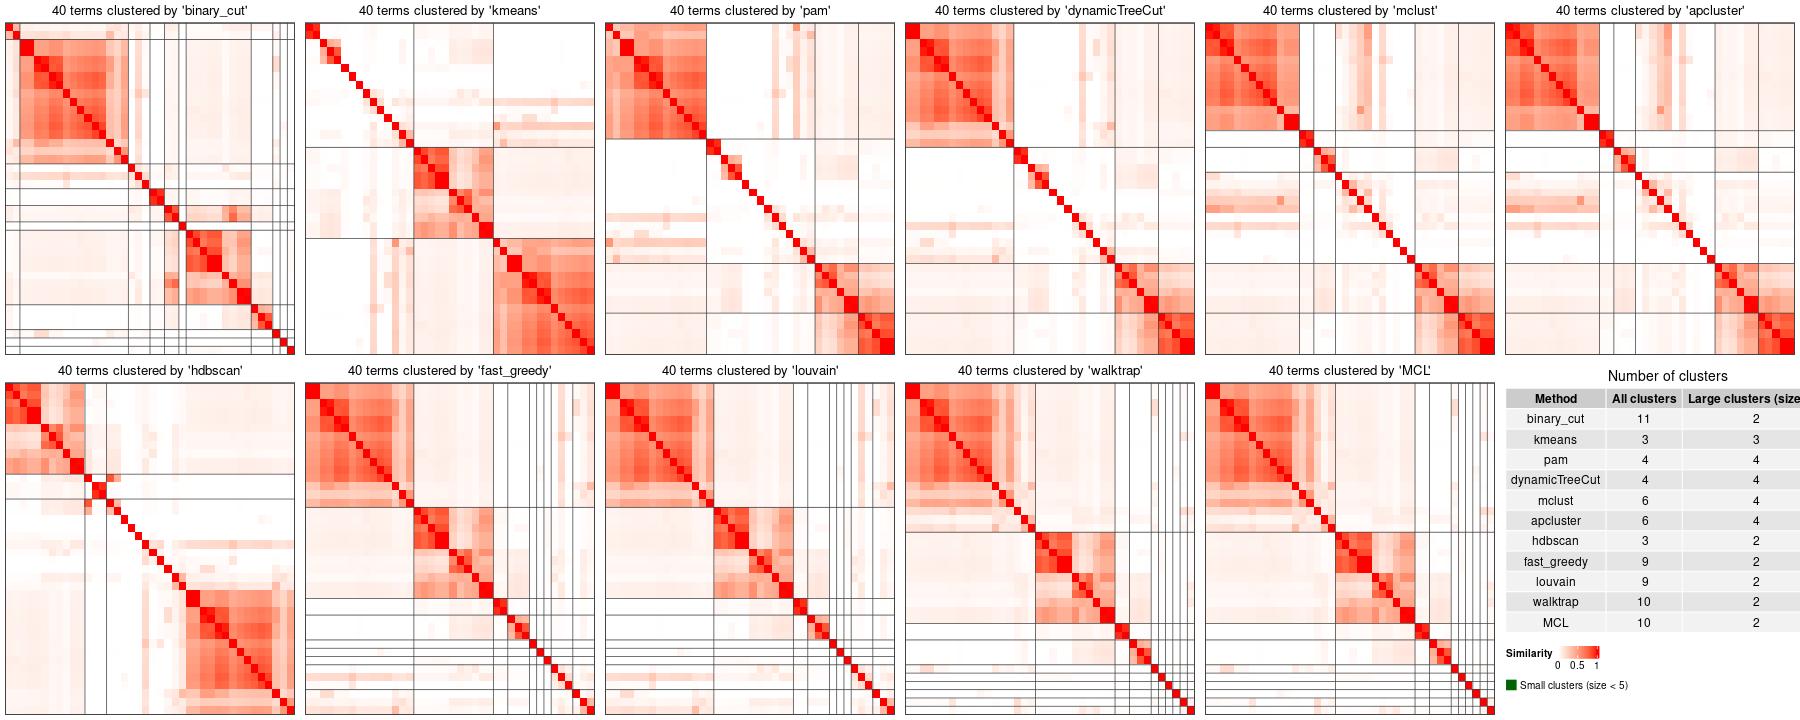 40 terms clustered by 'binary_cut'
40 terms clustered by 'kmeans'
40 terms clustered by 'pam'
40 terms clustered by 'dynamicTreeCut'
40 terms clustered by 'mclust'
40 terms clustered by 'apcluster'
40 terms clustered by 'hdbscan'
40 terms clustered by 'fast_greedy'
40 terms clustered by 'louvain'
40 terms clustered by 'walktrap'
40 terms clustered by 'MCL'
Number of clusters
Method All clusters Large clusters (size
binary_cut 11 2
kmeans 3 3
pam 4 4
dynamicTreeCut 4 4
mclust 6 4
apcluster 6 4
hdbscan 3 2
fast_greedy 9 2
louvain 9 2
walktrap 10 2
MCL 10 2
Similarity
0 0.5 1
Small clusters (size < 5)